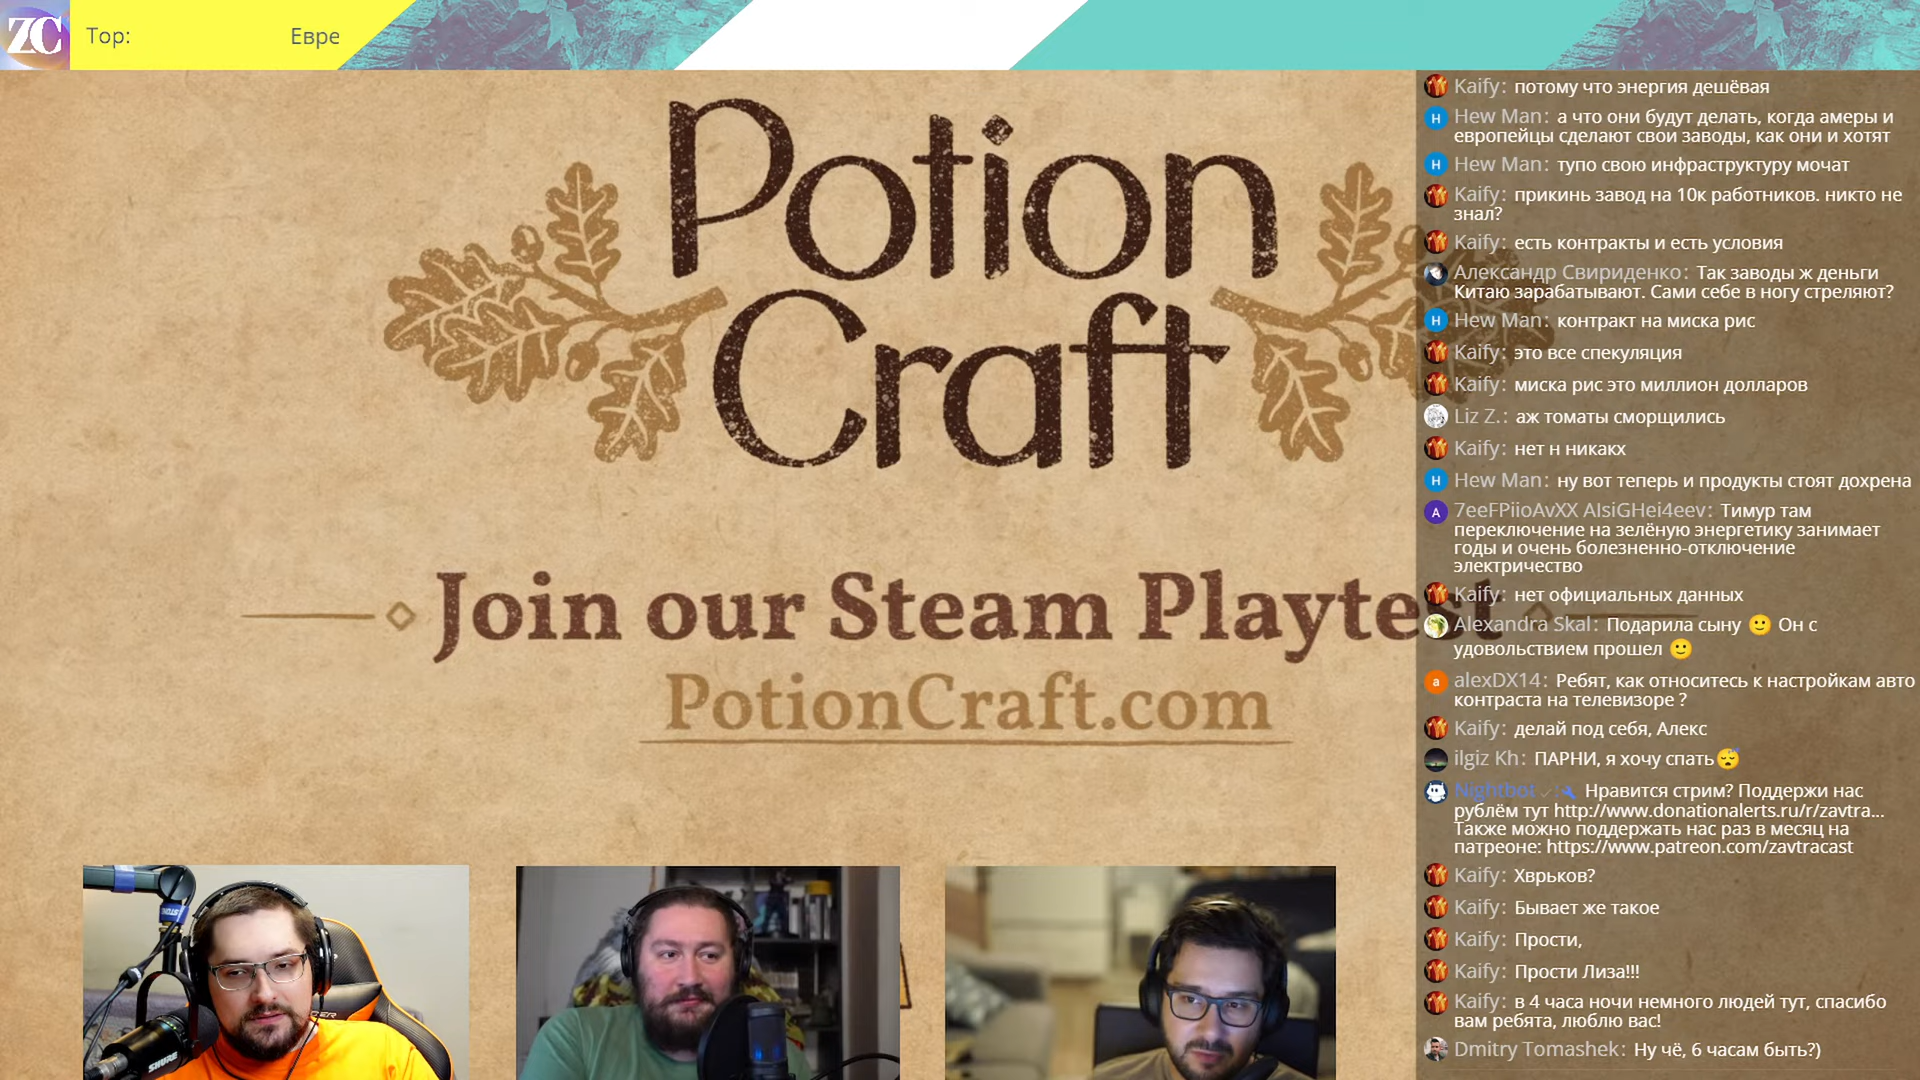 ZC
Top:
Евре
Potion
Craft
Join our Steam Playtest
PotionCraft.com
SHURE
Kaify: потому что энергия дешёвая
H
Hew Man: а что они будут делать, когда амеры и
европейцы сделают свои заводы, как они и хотят
H
Hew Man: тупо свою инфраструктуру мочат
Kaify: прикинь завод на 10к работников. никто не
знал?
Kaify: есть контракты и есть условия
Александр Свириденко: Так заводы ж деньги
Китаю зарабатывают. Сами себе в ногу стреляют?
H
Hew Man: контракт на миска рис
Kaify: это все спекуляция
Kaify: миска рис это миллион долларов
Liz Z.: аж томаты сморщились
Kaify: нет н никакх
H
Hew Man: ну вот теперь и продукты стоят дохрена
A
7eeFPiioAvXX AIsiGHei4eev: Тимур там
переключение на зелёную энергетику занимает
годы и очень болезненно-отключение
электричество
Kaify: нет официальных данных
Alexandra Skal: Подарила сыну 🙂 Он с
удовольствием прошел 🙂
a
alexDX14: Ребят, как относитесь к настройкам авто
контраста на телевизоре ?
Kaify: делай под себя, Алекс
ilgiz Kh: ПАРНИ, я хочу спать😴
Nightbot: Нравится стрим? Поддержи нас
рублём тут http://www.donationalerts.ru/r/zavtra...
Также можно поддержать нас раз в месяц на
патреоне: https://www.patreon.com/zavtracast
Kaify: Хврьков?
Kaify: Бывает же такое
Kaify: Прости,
Kaify: Прости Лиза!!!
Kaify: в 4 часа ночи немного людей тут, спасибо
вам ребята, люблю вас!
Dmitry Tomashek: Ну чё, 6 часам быть?)